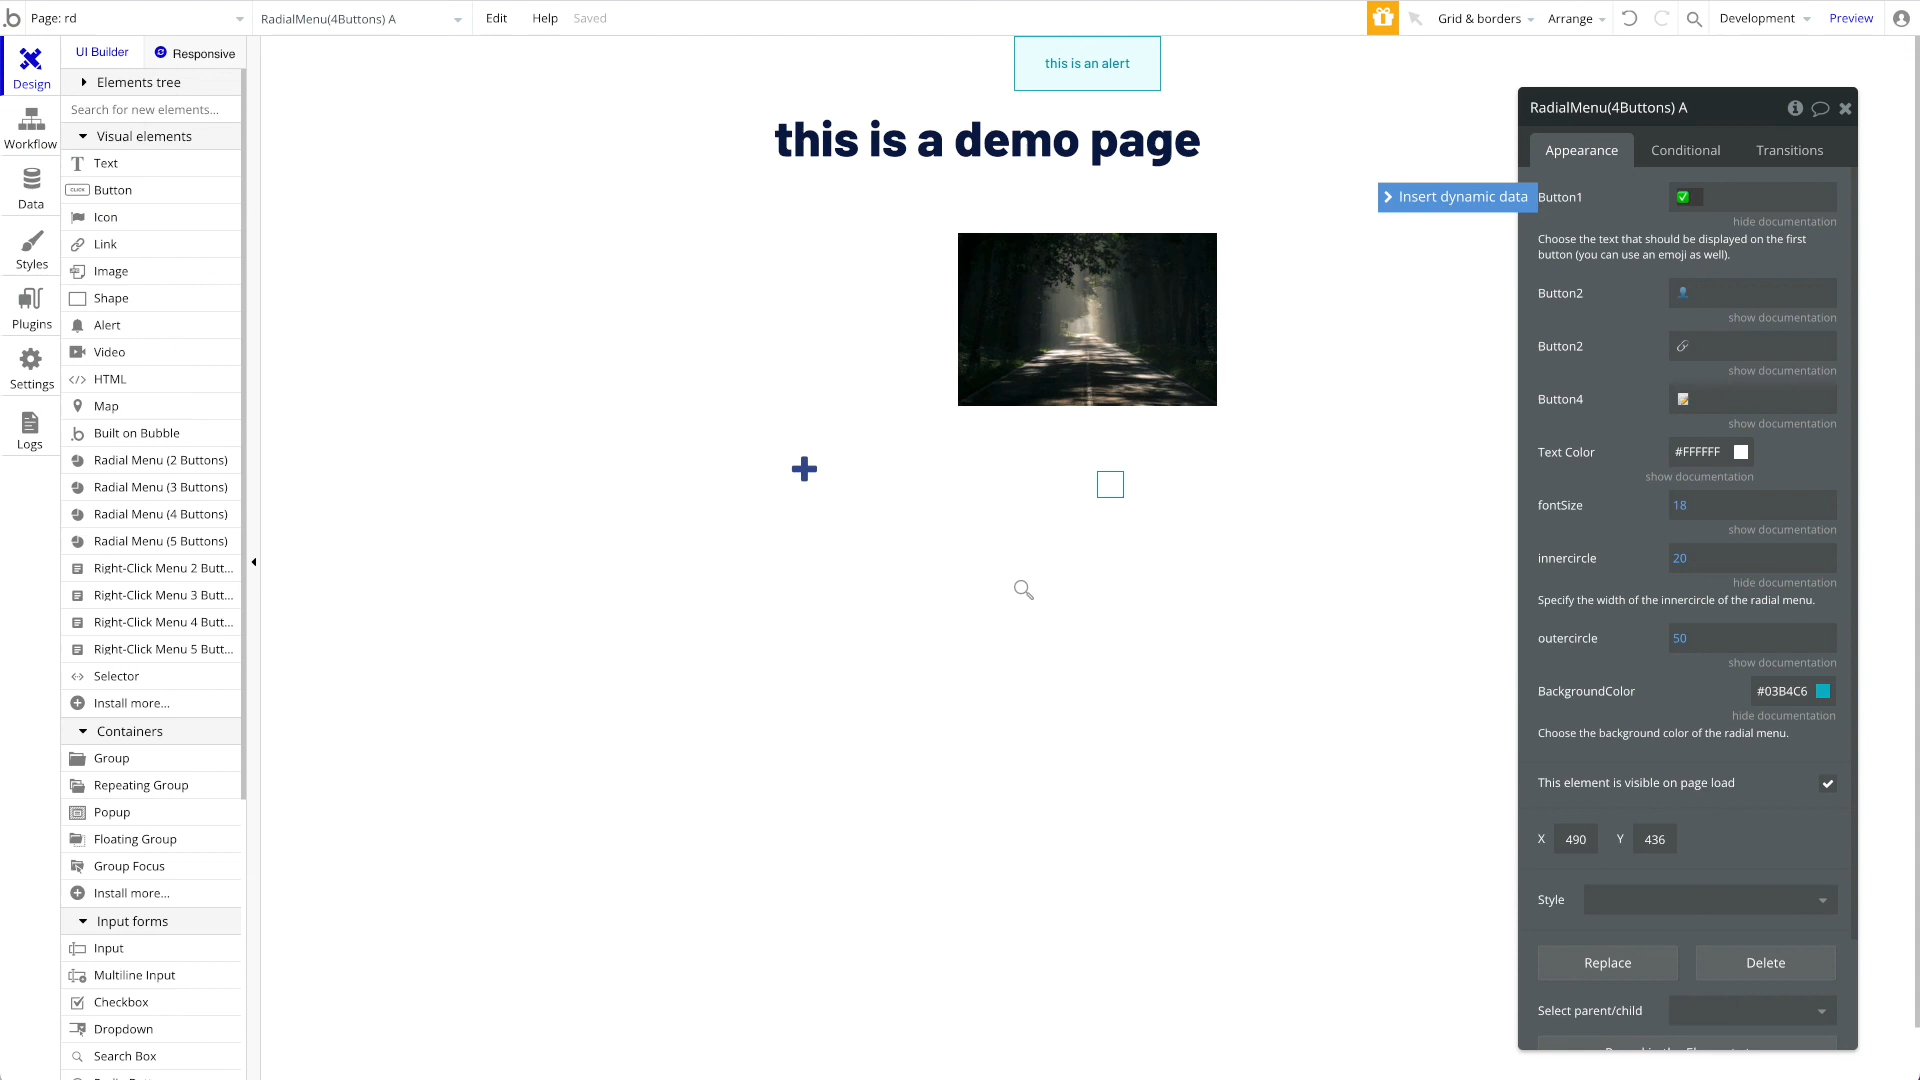 b Page: rd RadialMenu(4Buttons) A Edit Help Saved Grid & borders Arrange Development Preview
Design
Workflow
Data
Styles
Plugins
Settings
Logs
UI Builder Responsive
Elements tree
Search for new elements...
Visual elements
Text
CLICK Button
Icon
Link
Image
Shape
Alert
Video
</> HTML
Map
Built on Bubble
Radial Menu (2 Buttons)
Radial Menu (3 Buttons)
Radial Menu (4 Buttons)
Radial Menu (5 Buttons)
Right-Click Menu 2 Butt...
Right-Click Menu 3 Butt...
Right-Click Menu 4 Butt...
Right-Click Menu 5 Butt...
Selector
Install more...
Containers
Group
Repeating Group
Popup
Floating Group
Group Focus
Install more...
Input forms
Input
Multiline Input
Checkbox
Dropdown
Search Box
this is an alert
this is a demo page
Insert dynamic data
RadialMenu(4Buttons) A
Appearance Conditional Transitions
Button1 ✅
hide documentation
Choose the text that should be displayed on the first
button (you can use an emoji as well).
Button2 👤
show documentation
Button2 🔗
show documentation
Button4 📝
show documentation
Text Color #FFFFFF
show documentation
fontSize 18
show documentation
innercircle 20
hide documentation
Specify the width of the innercircle of the radial menu.
outercircle 50
show documentation
BackgroundColor #03B4C6
hide documentation
Choose the background color of the radial menu.
This element is visible on page load
X 490 Y 436
Style
Replace Delete
Select parent/child